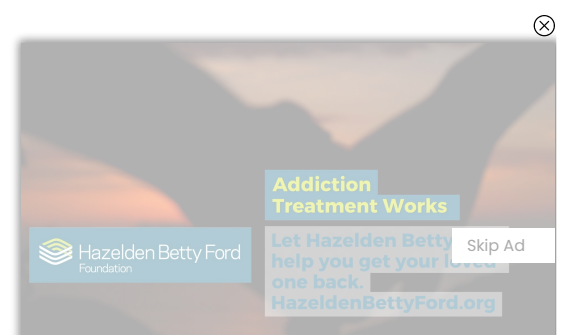 Addiction
Treatment Works
Hazelden Betty Ford
Foundation
Let Hazelden Betty
help you get your loved
one back.
HazeldenBettyFord.org
Skip Ad